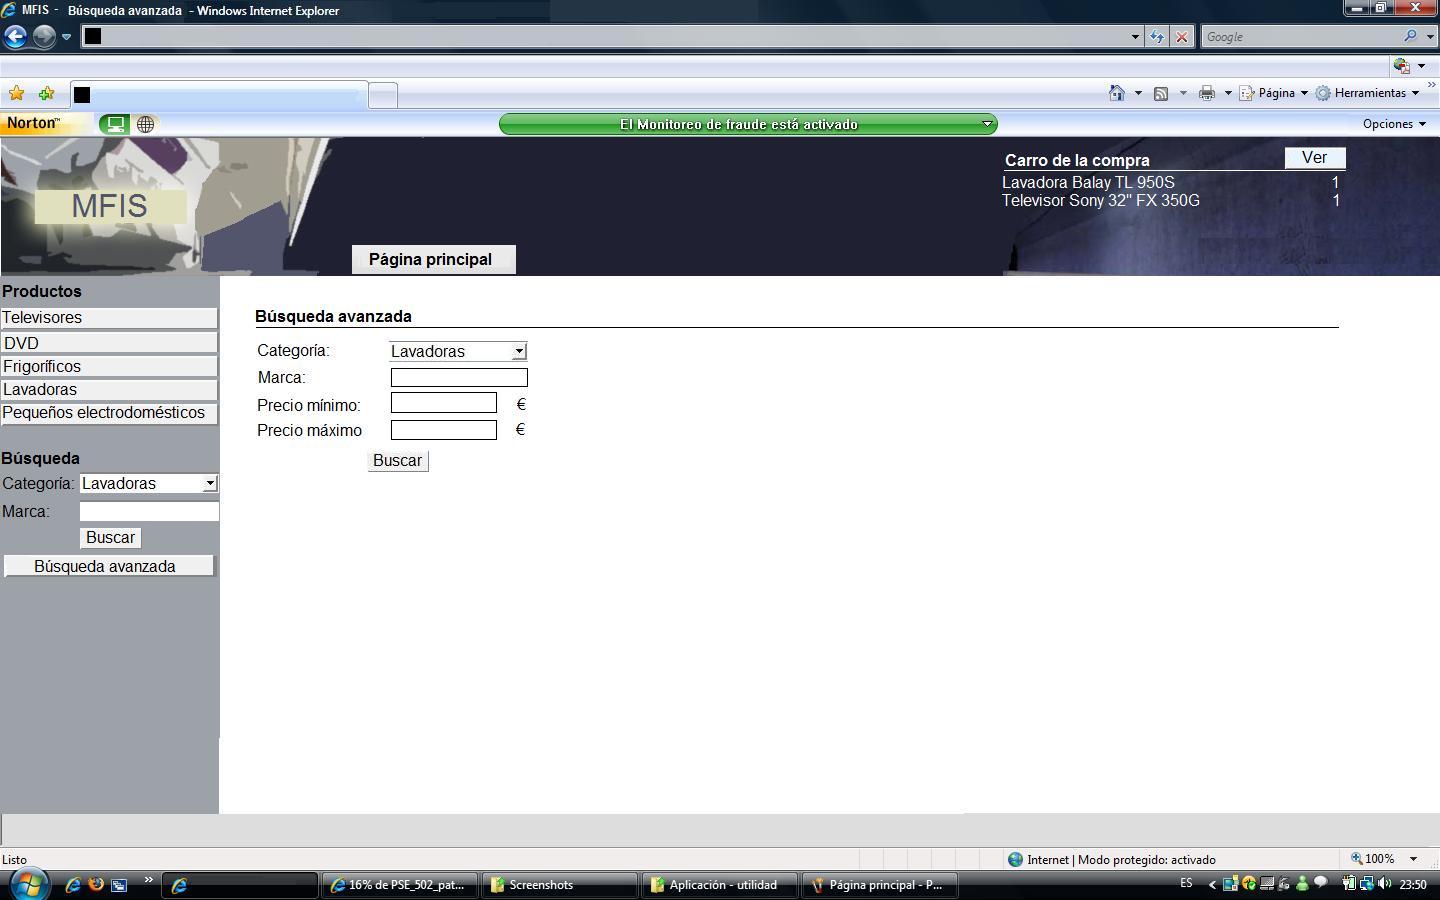 MFIS - Búsqueda avanzada - Windows Internet Explorer
Google
Página
Herramientas
Norton™
El Monitoreo de fraude está activado
Opciones
MFIS
Carro de la compra
Ver
Lavadora Balay TL 950S 1
Televisor Sony 32" FX 350G 1
Página principal
Productos
Televisores
DVD
Frigoríficos
Lavadoras
Pequeños electrodomésticos
Búsqueda
Categoría: Lavadoras
Marca:
Buscar
Búsqueda avanzada
Búsqueda avanzada
Categoría: Lavadoras
Marca:
Precio mínimo: €
Precio máximo €
Buscar
Listo
Internet | Modo protegido: activado
100%
16% de PSE_502_pat...
Screenshots
Aplicación - utilidad
Página principal - P...
ES
23:50